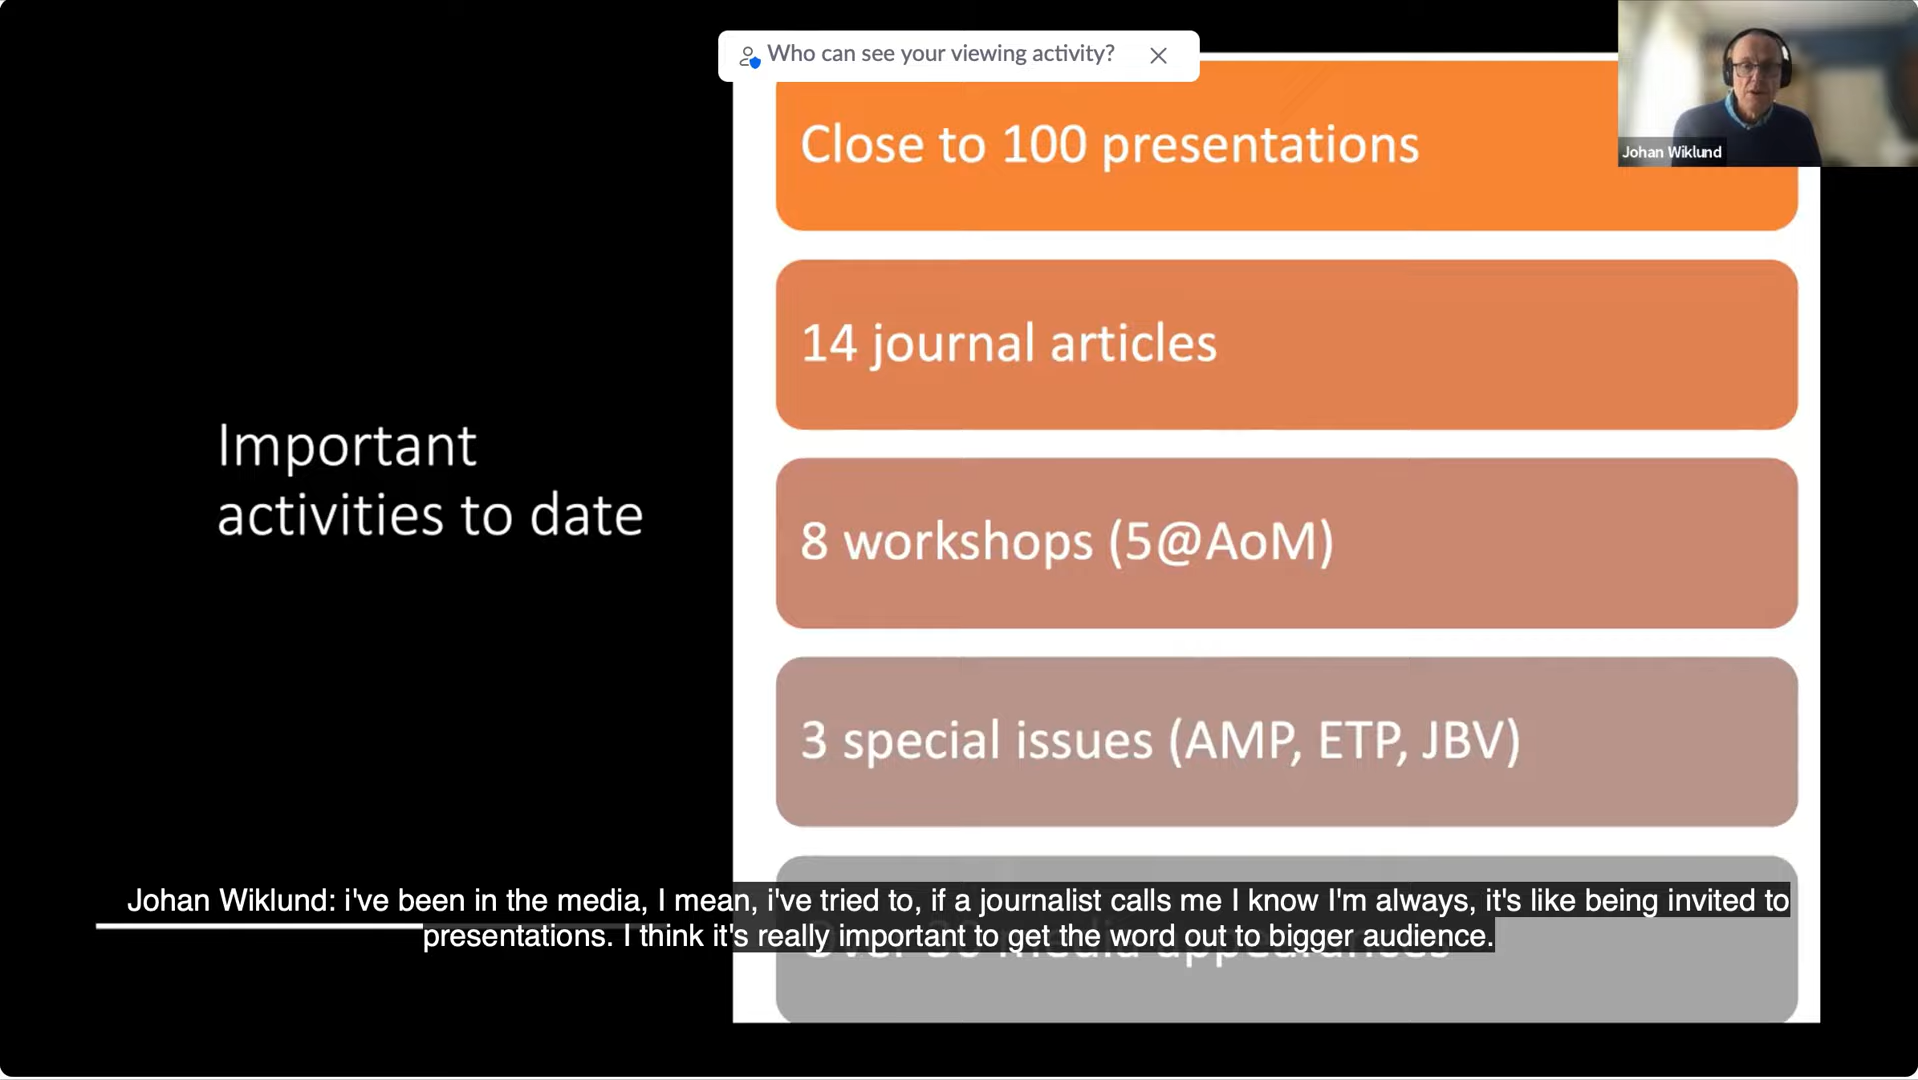 Who can see your viewing activity?
Close to 100 presentations
Johan Wiklund
14 journal articles
Important
activities to date
8 workshops (5@AoM)
3 special issues (AMP, ETP, JBV)
Johan Wiklund: i've been in the media, I mean, i've tried to, if a journalist calls me I know I'm always, it's like being invited to
presentations. I think it's really important to get the word out to bigger audience.
media appearances